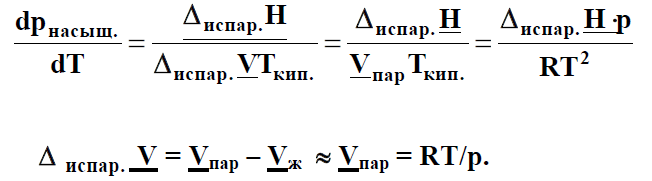 dpнасыщ./dT = Δиспар.H/Δиспар.VTкип. = Δиспар.H/VпарTкип. = Δиспар.H·p/RT²
Δ испар. V = Vпар – Vж ≈ Vпар = RT/p.